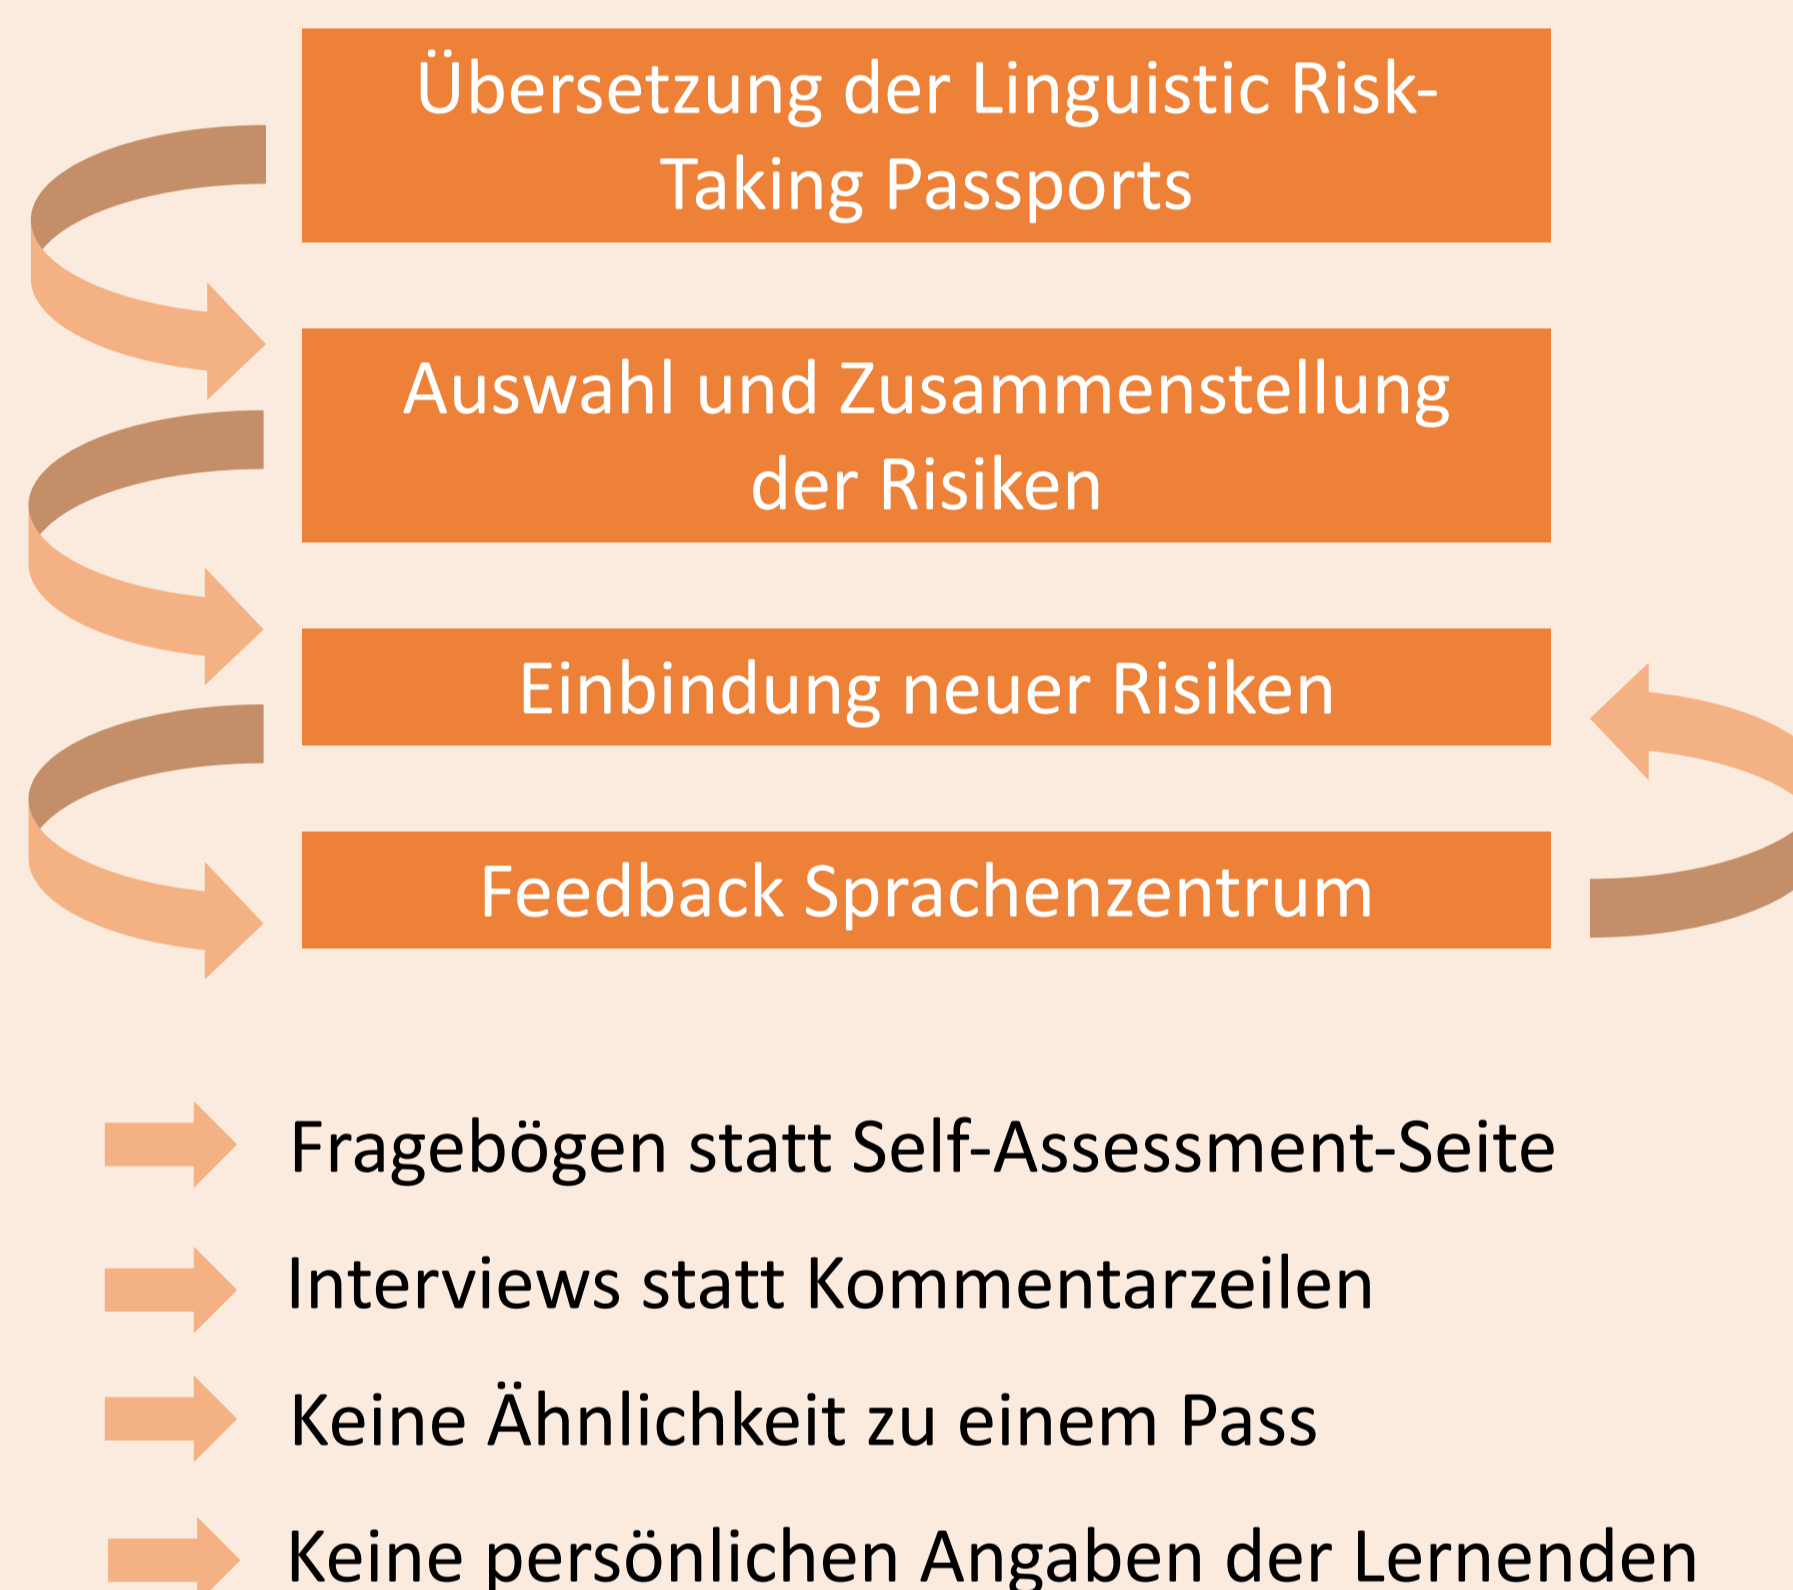 Übersetzung der Linguistic Risk-
Taking Passports
Auswahl und Zusammenstellung
der Risiken
Einbindung neuer Risiken
Feedback Sprachenzentrum
Fragebögen statt Self-Assessment-Seite
Interviews statt Kommentarzeilen
Keine Ähnlichkeit zu einem Pass
Keine persönlichen Angaben der Lernenden